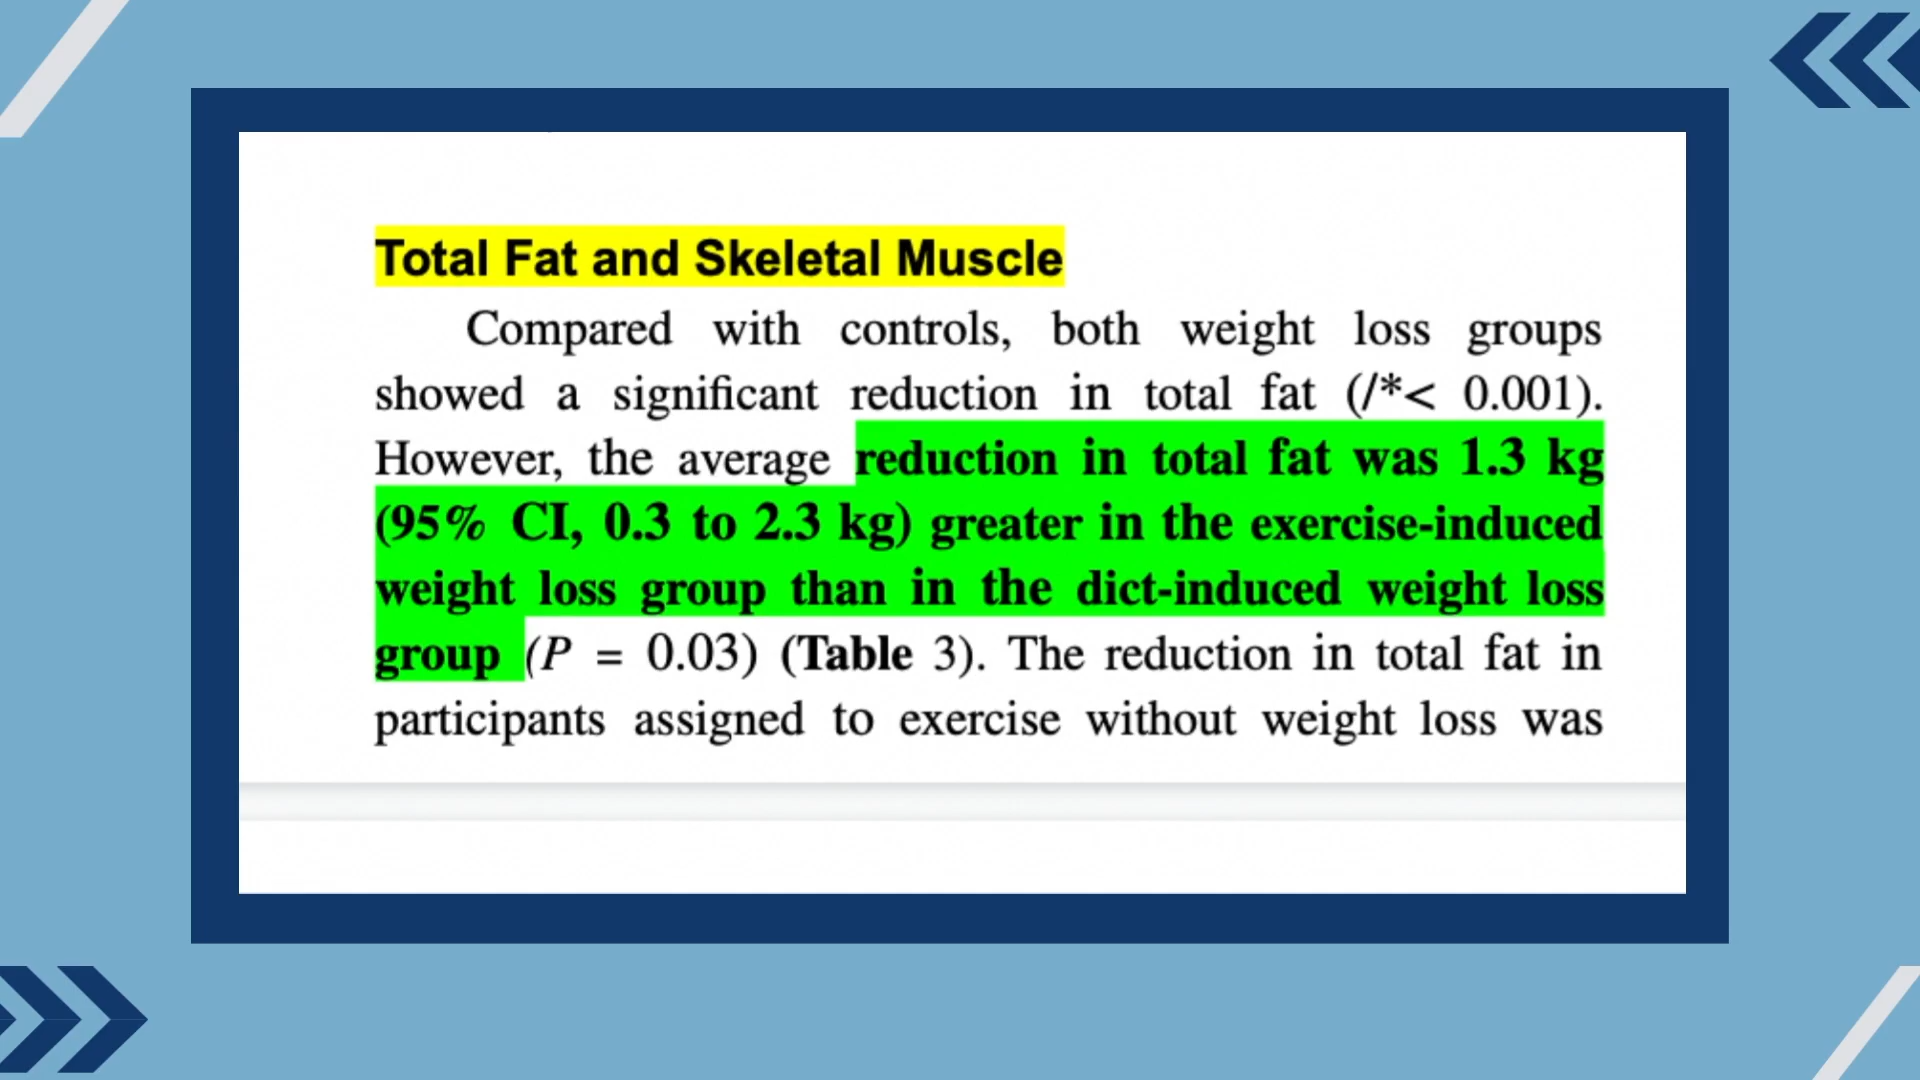 Total Fat and Skeletal Muscle
Compared with controls, both weight loss groups
showed a significant reduction in total fat (/*< 0.001).
However, the average reduction in total fat was 1.3 kg
(95% CI, 0.3 to 2.3 kg) greater in the exercise-induced
weight loss group than in the dict-induced weight loss
group (P = 0.03) (Table 3). The reduction in total fat in
participants assigned to exercise without weight loss was